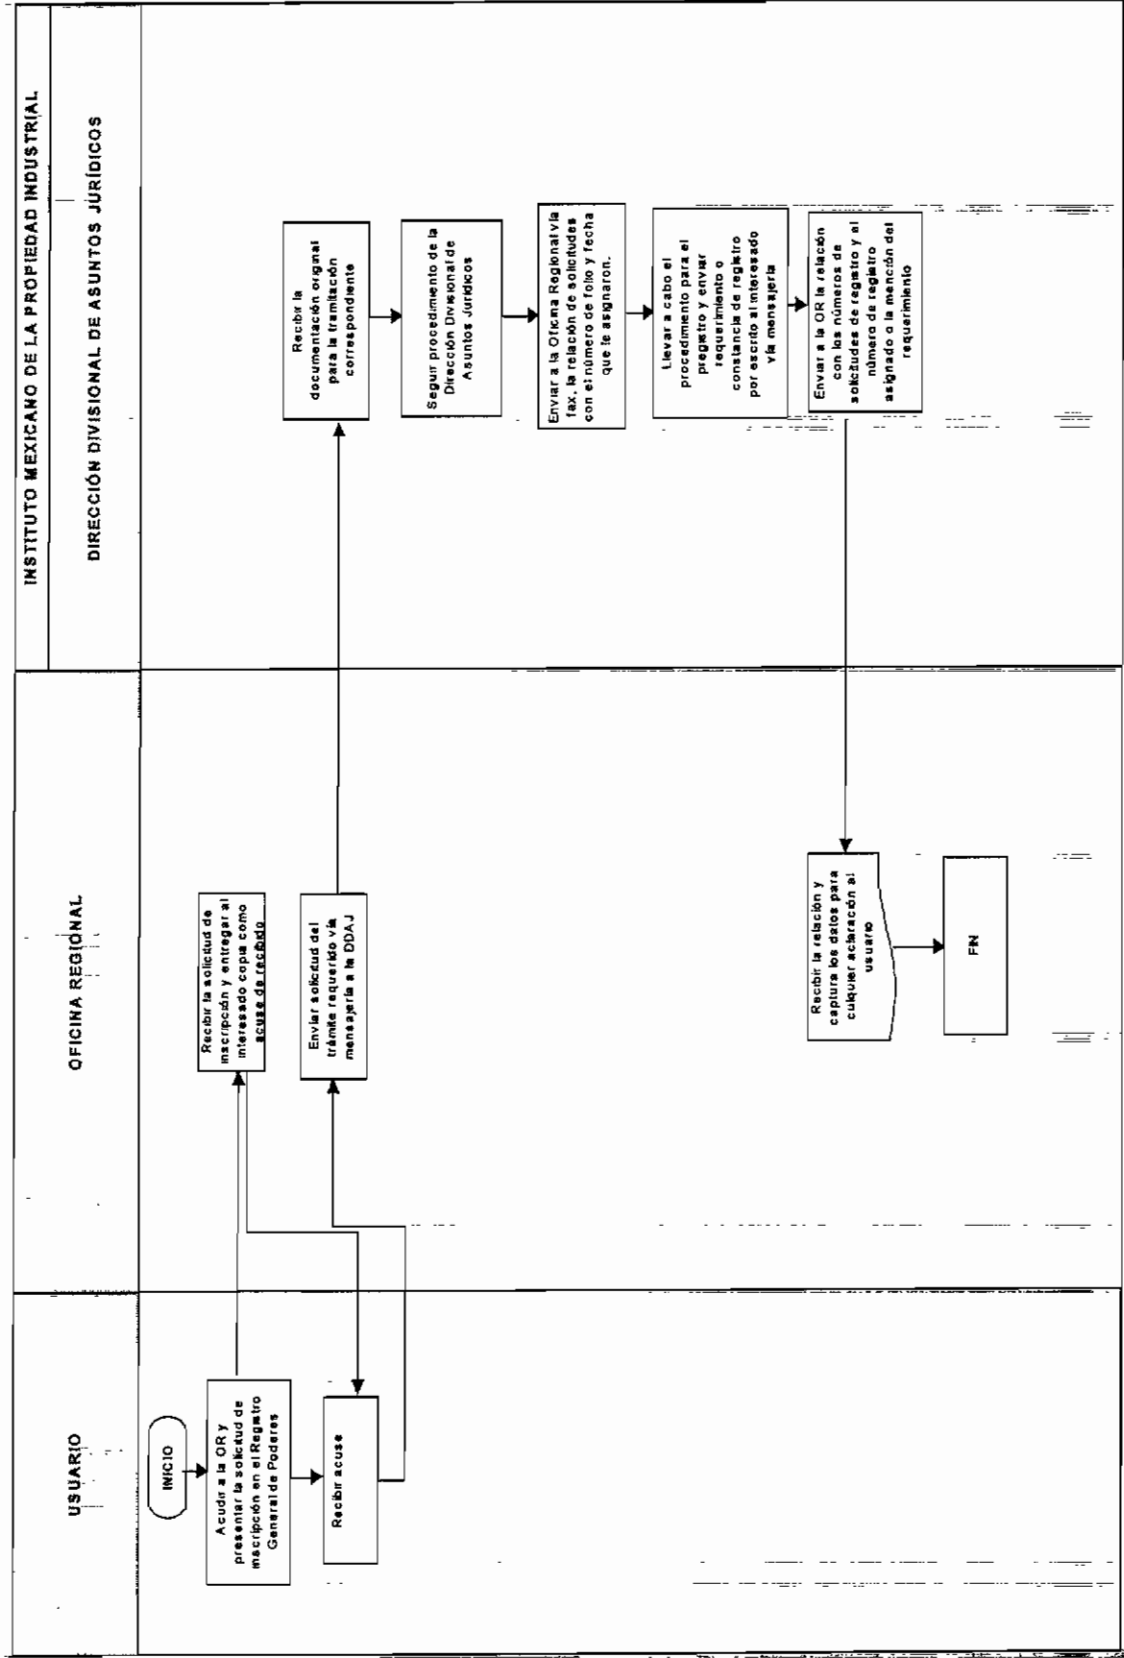 INSTITUTO MEXICANO DE LA PROPIEDAD INDUSTRIAL
USUARIO
OFICINA REGIONAL
DIRECCIÓN DIVISIONAL DE ASUNTOS JURÍDICOS
INICIO
Acudir a la OR y
presentar la solicitud de
inscripción en el Registro
General de Poderes
Recibir acuse
Recibir la solicitud de
inscripción y entregar al
interesado copia como
acuse de recibido
Enviar solicitud del
trámite requerido vía
mensajería a la DDAJ
Recibir la
documentación original
para la tramitación
correspondiente
Seguir procedimiento de la
Dirección Divisional de
Asuntos Jurídicos
Enviar a la Oficina Regional vía
fax, la relación de solicitudes
con el número de folio y fecha
que le asignaron.
Llevar a cabo el
procedimiento para el
pregistro y enviar
requerimiento o
constancia de registro
por escrito al interesado
vía mensajería
Enviar a la OR la relación
con los números de
solicitudes de registro y el
número de registro
asignado o la mención del
requerimiento
Recibir la relación y
captura los datos para
culquier aclaración al
usuario
FIN